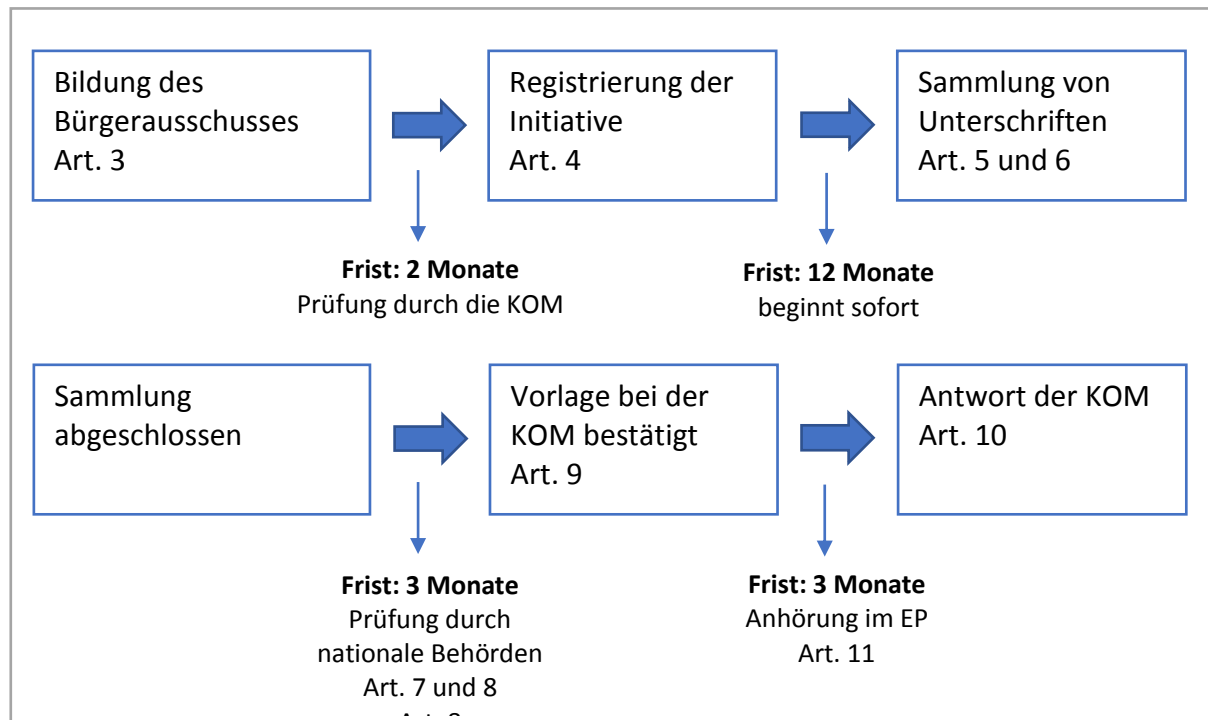 Bildung des
Bürgerausschusses
Art. 3
Registrierung der
Initiative
Art. 4
Sammlung von
Unterschriften
Art. 5 und 6
Frist: 2 Monate
Prüfung durch die KOM
Frist: 12 Monate
beginnt sofort
Sammlung
abgeschlossen
Vorlage bei der
KOM bestätigt
Art. 9
Antwort der KOM
Art. 10
Frist: 3 Monate
Prüfung durch
nationale Behörden
Art. 7 und 8
Frist: 3 Monate
Anhörung im EP
Art. 11